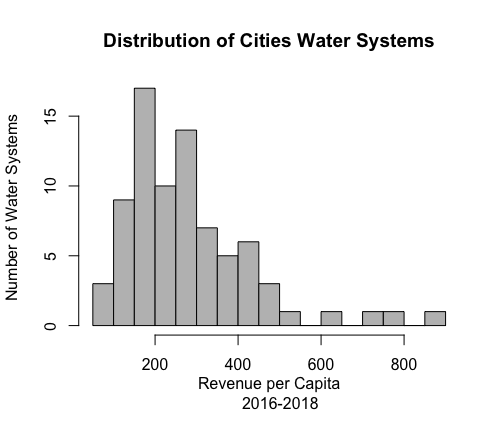 Distribution of Cities Water Systems
Number of Water Systems
15
10
5
0
200 400 600 800
Revenue per Capita
2016-2018